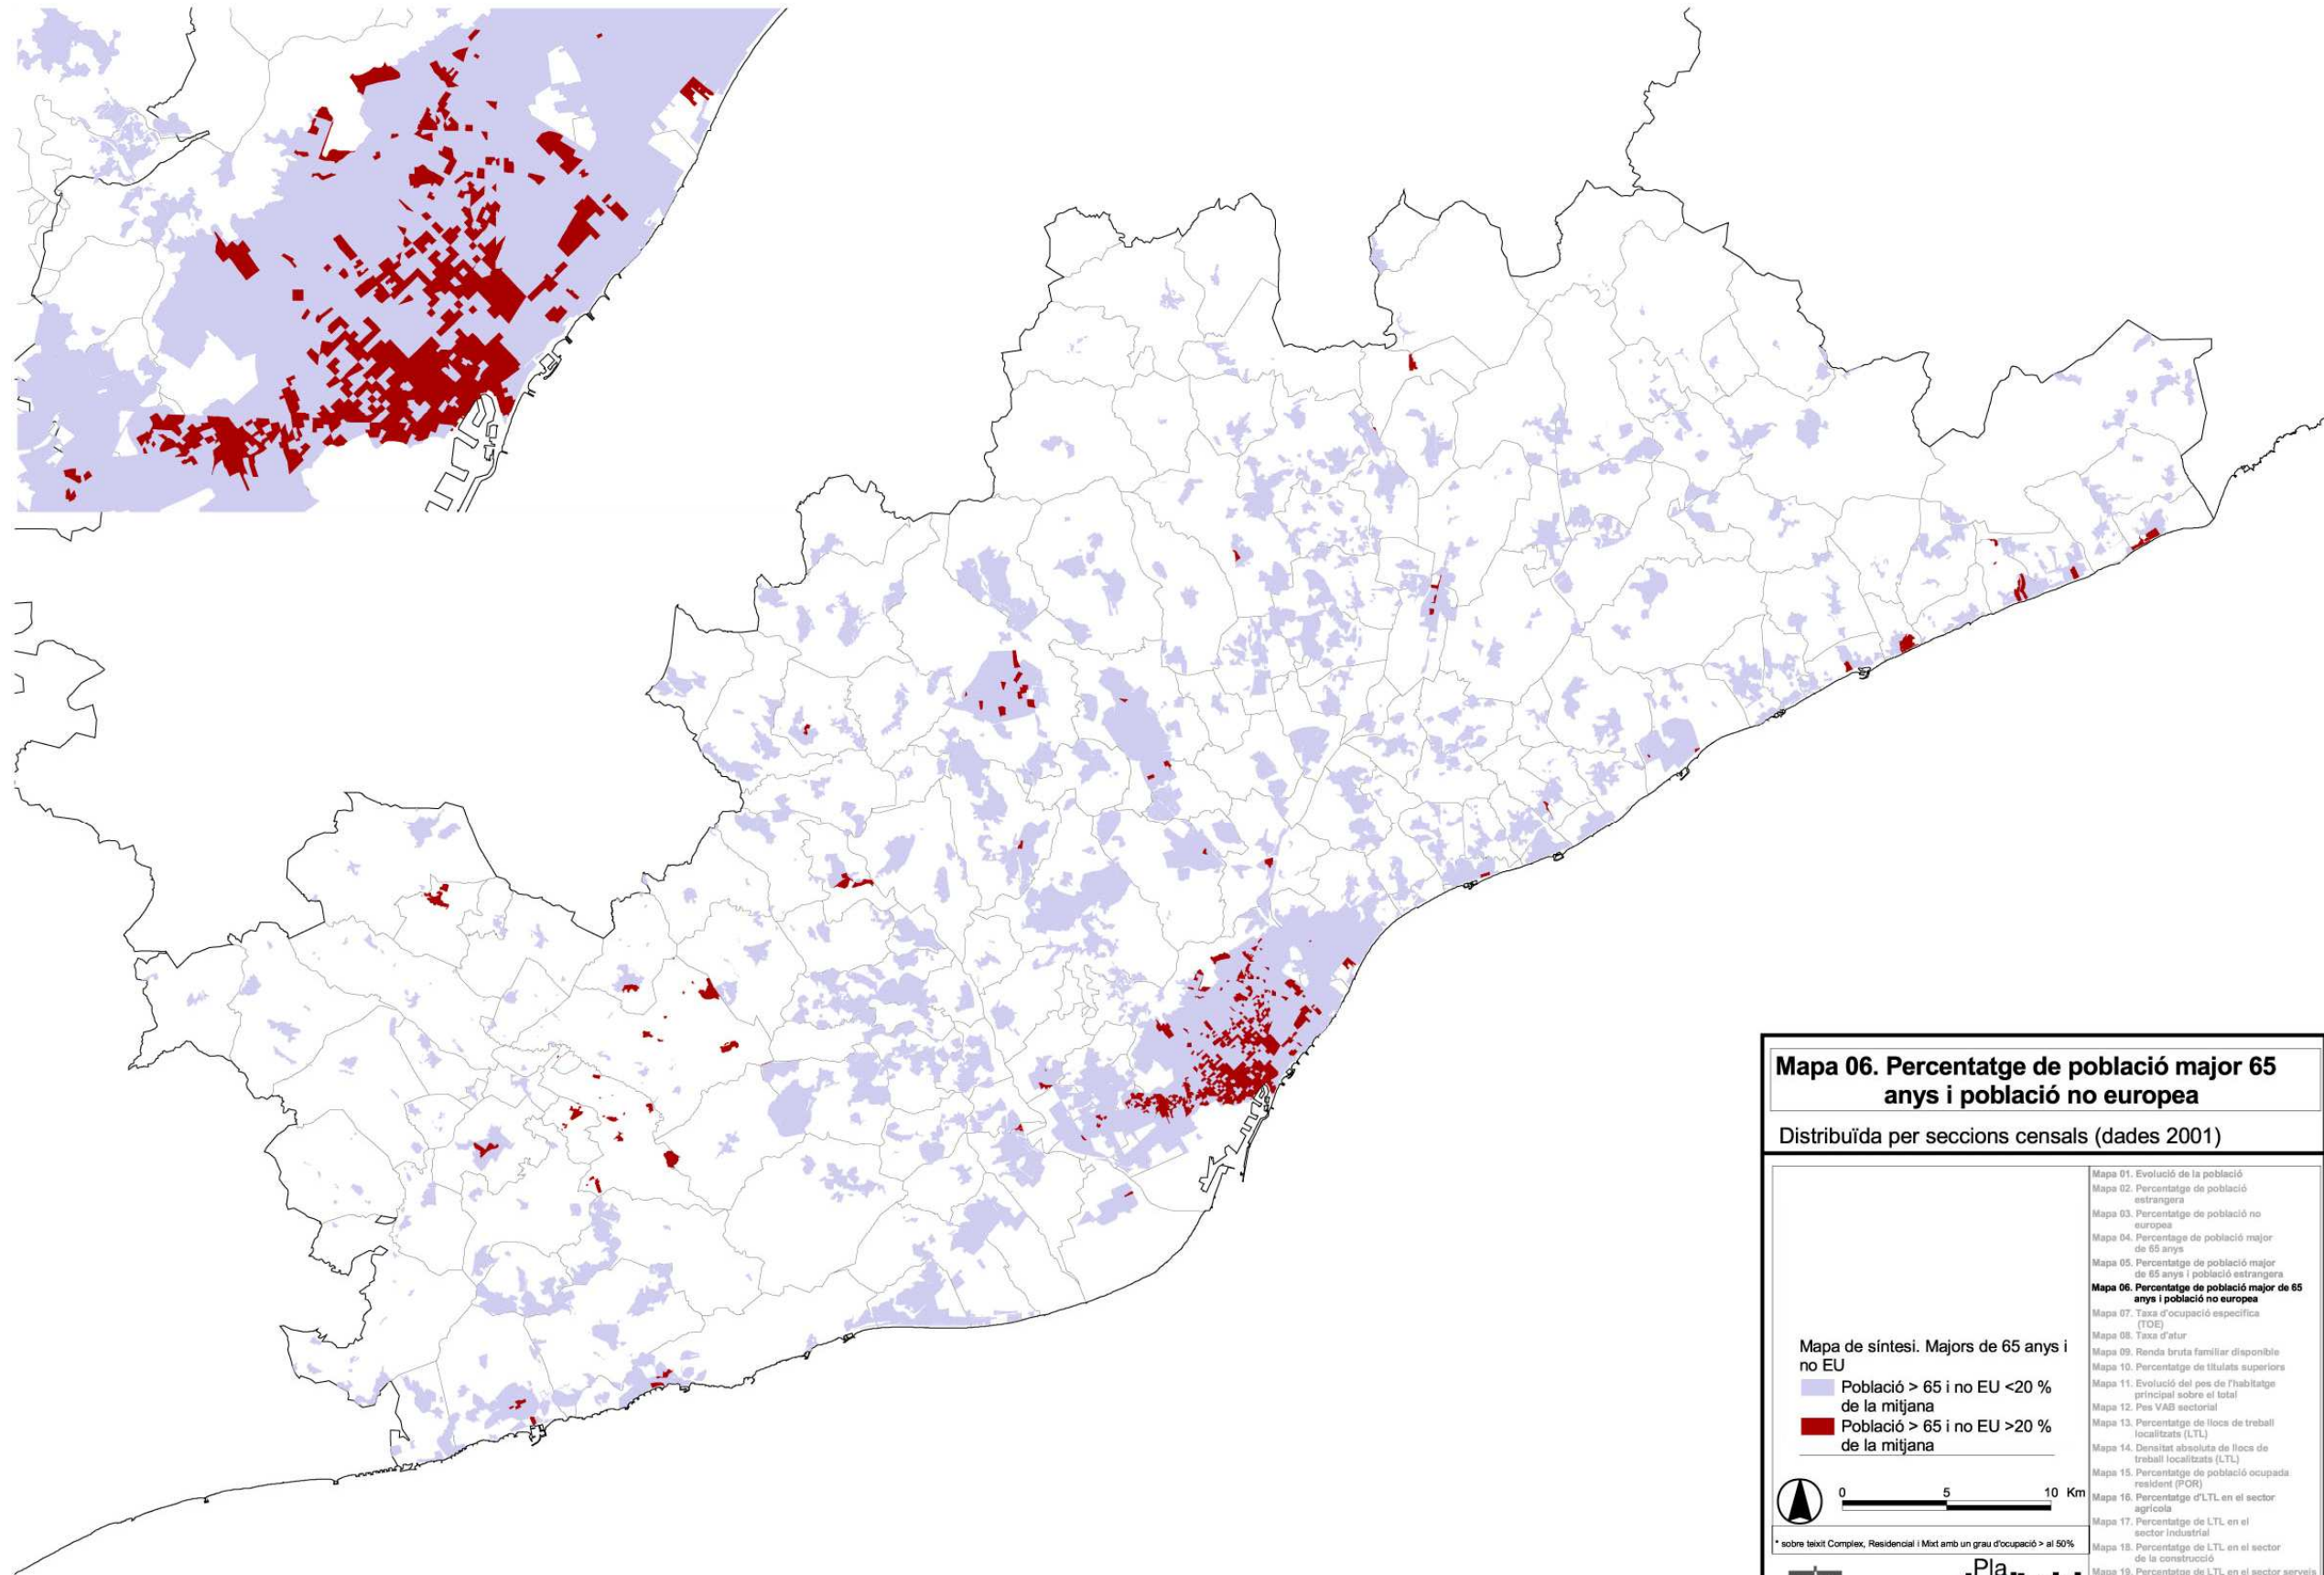 Mapa 06. Percentatge de població major 65
anys i població no europea
Distribuïda per seccions censals (dades 2001)
Mapa de síntesi. Majors de 65 anys i
no EU
Població > 65 i no EU <20 %
de la mitjana
Població > 65 i no EU >20 %
de la mitjana
0 5 10 Km
* sobre teixit Complex, Residencial i Mixt amb un grau d'ocupació > al 50%
Pla
Mapa 01. Evolució de la població
Mapa 02. Percentatge de població
estrangera
Mapa 03. Percentatge de població no
europea
Mapa 04. Percentage de població major
de 65 anys
Mapa 05. Percentatge de població major
de 65 anys i població estrangera
Mapa 06. Percentatge de població major de 65
anys i població no europea
Mapa 07. Taxa d'ocupació específica
(TOE)
Mapa 08. Taxa d'atur
Mapa 09. Renda bruta familiar disponible
Mapa 10. Percentatge de titulats superiors
Mapa 11. Evolució del pes de l'habitatge
principal sobre el total
Mapa 12. Pes VAB sectorial
Mapa 13. Percentatge de llocs de treball
localitzats (LTL)
Mapa 14. Densitat absoluta de llocs de
treball localitzats (LTL)
Mapa 15. Percentatge de població ocupada
resident (POR)
Mapa 16. Percentatge d'LTL en el sector
agrícola
Mapa 17. Percentatge de LTL en el
sector industrial
Mapa 18. Percentatge de LTL en el sector
de la construcció
Mapa 19. Percentatge de LTL en el sector serveis